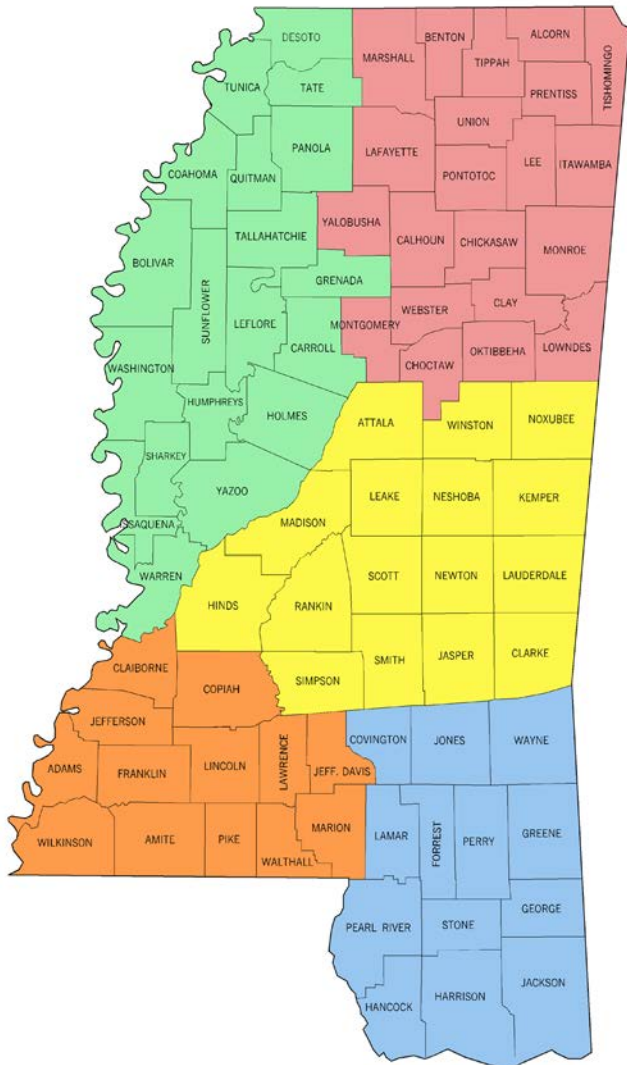 DESOTO
BENTON
ALCORN
MARSHALL
TIPPAH
TISHOMINGO
TUNICA
TATE
PRENTISS
UNION
PANOLA
LAFAYETTE
LEE
ITAWAMBA
COAHOMA
QUITMAN
PONTOTOC
YALOBUSHA
TALLAHATCHIE
CALHOUN
CHICKASAW
MONROE
BOLIVAR
SUNFLOWER
GRENADA
LEFLORE
WEBSTER
CLAY
MONTGOMERY
CARROLL
OKTIBBEHA
LOWNDES
CHOCTAW
WASHINGTON
HUMPHREYS
HOLMES
ATTALA
WINSTON
NOXUBEE
SHARKEY
YAZOO
LEAKE
NESHOBA
KEMPER
ISSAQUENA
MADISON
WARREN
SCOTT
NEWTON
LAUDERDALE
HINDS
RANKIN
SMITH
JASPER
CLARKE
CLAIBORNE
SIMPSON
COPIAH
JEFFERSON
COVINGTON
JONES
WAYNE
LAWRENCE
ADAMS
FRANKLIN
LINCOLN
JEFF. DAVIS
MARION
WILKINSON
AMITE
PIKE
WALTHALL
LAMAR
FORREST
PERRY
GREENE
GEORGE
PEARL RIVER
STONE
JACKSON
HANCOCK
HARRISON